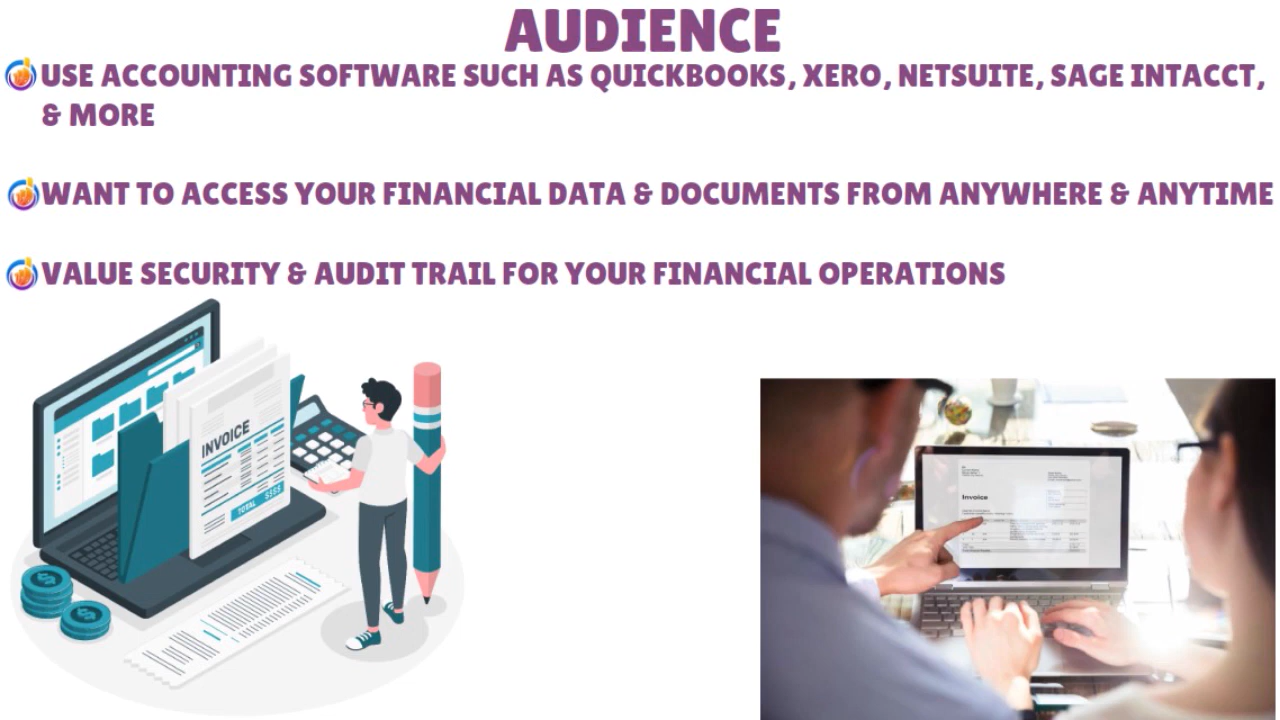 AUDIENCE
USE ACCOUNTING SOFTWARE SUCH AS QUICKBOOKS, XERO, NETSUITE, SAGE INTACCT,
& MORE
WANT TO ACCESS YOUR FINANCIAL DATA & DOCUMENTS FROM ANYWHERE & ANYTIME
VALUE SECURITY & AUDIT TRAIL FOR YOUR FINANCIAL OPERATIONS
INVOICE
TOTAL $$$$
Invoice